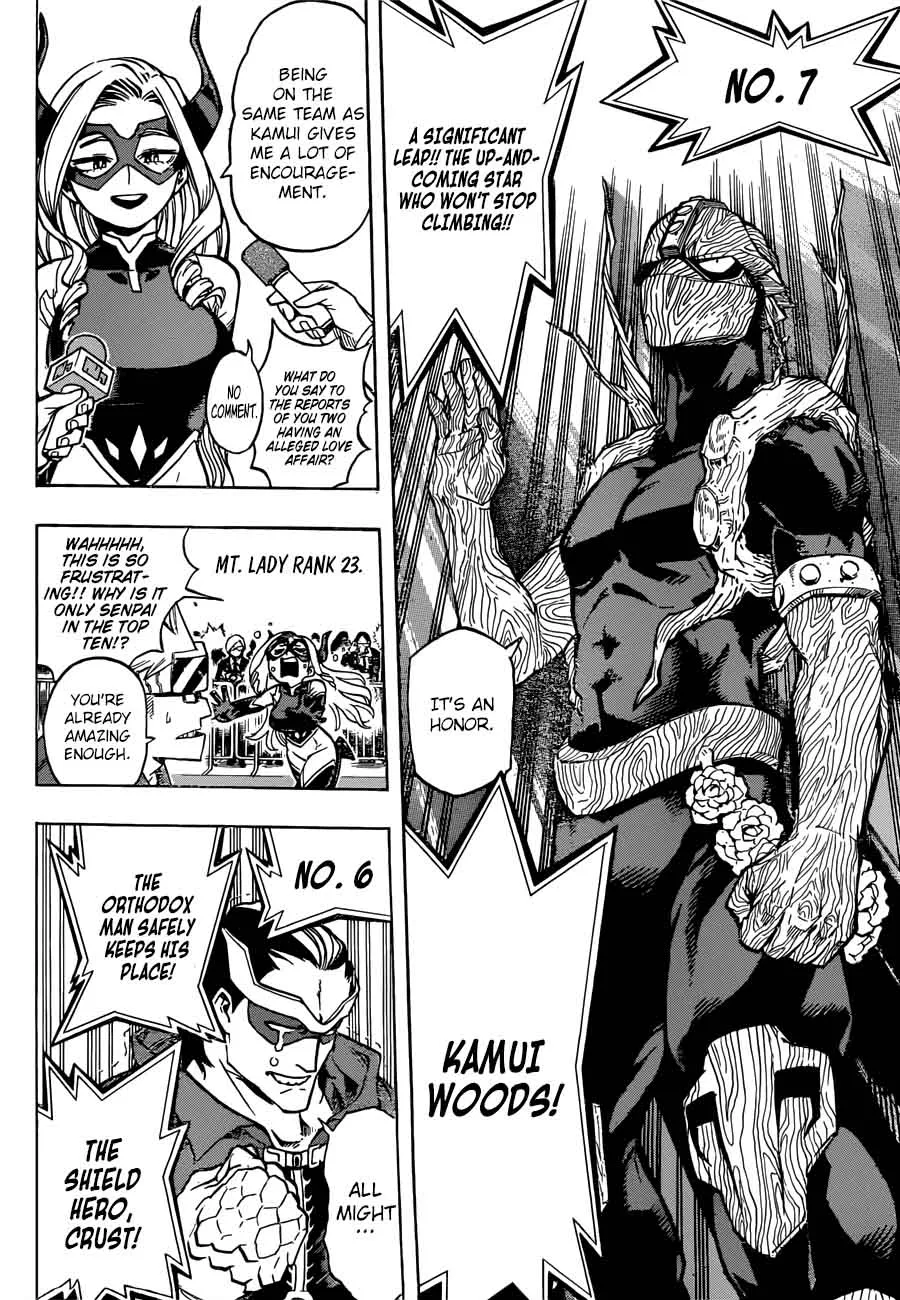 NO. 7
A SIGNIFICANT
LEAP!! THE UP-AND-
COMING STAR
WHO WON'T STOP
CLIMBING!!
IT'S AN
HONOR.
KAMUI
WOODS!
BEING
ON THE
SAME TEAM AS
KAMUI GIVES
ME A LOT OF
ENCOURAGE-
MENT.
WHAT DO
YOU SAY TO
THE REPORTS
OF YOU TWO
HAVING AN
ALLEGED LOVE
AFFAIR?
NO
COMMENT.
MT. LADY RANK 23.
WAHHHHH,
THIS IS SO
FRUSTRAT-
ING!! WHY IS IT
ONLY SENPAI
IN THE TOP
TEN!?
YOU'RE
ALREADY
AMAZING
ENOUGH.
NO. 6
THE
ORTHODOX
MAN SAFELY
KEEPS HIS
PLACE!
THE
SHIELD
HERO,
CRUST!
ALL
MIGHT
...